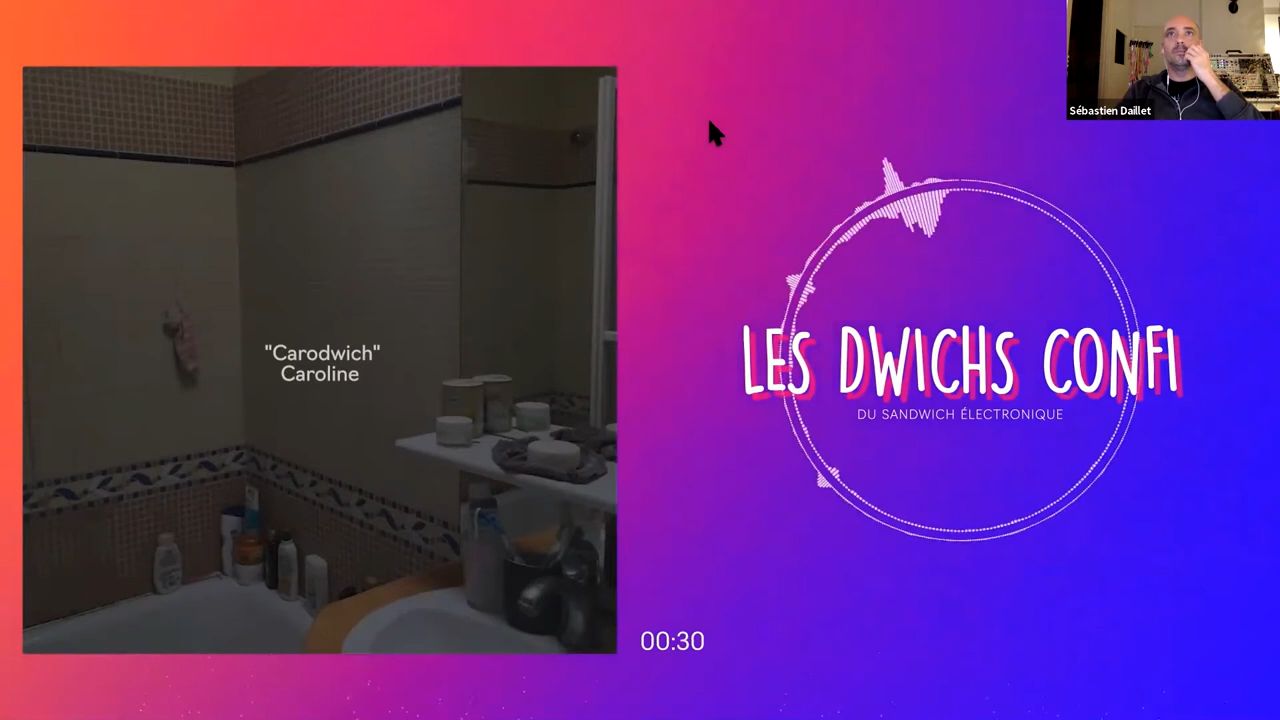 Sébastien Daillet
"Carodwich"
Caroline
LES DWICHS CONFI
DU SANDWICH ÉLECTRONIQUE
00:30